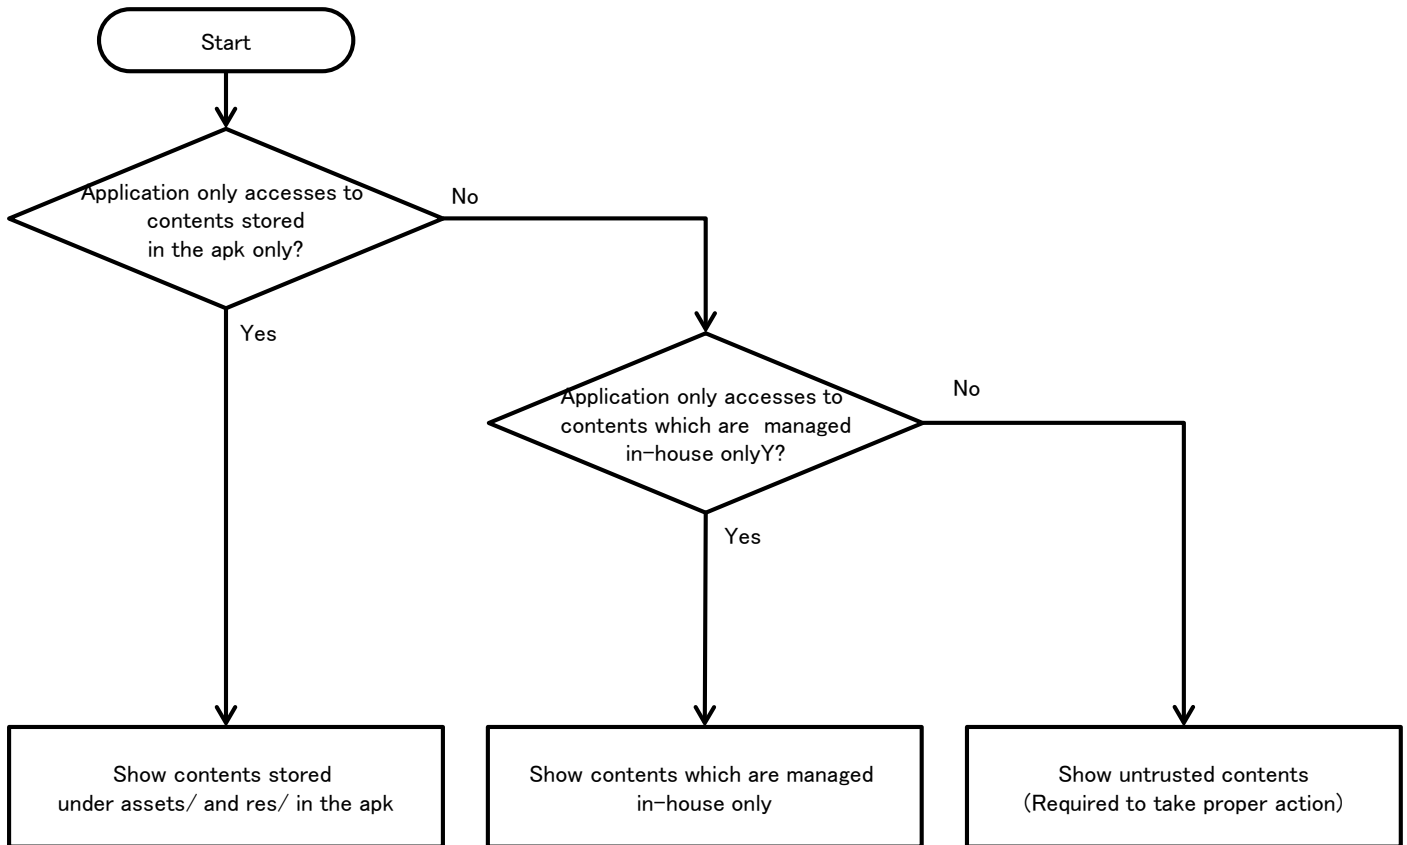 Start
Application only accesses to
contents stored
in the apk only?
No
Yes
Application only accesses to
contents which are  managed
in-house onlyY?
No
Yes
Show contents stored
under assets/ and res/ in the apk
Show contents which are managed
in-house only
Show untrusted contents
(Required to take proper action)